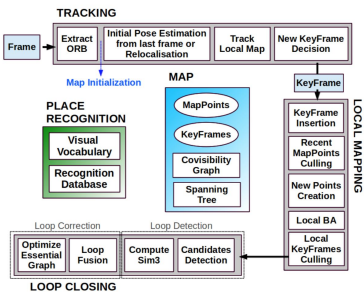 TRACKING
Frame
Extract
ORB
Initial Pose Estimation
from last frame or
Relocalisation
Track
Local Map
New KeyFrame
Decision
Map Initialization
KeyFrame
PLACE
RECOGNITION
Visual
Vocabulary
Recognition
Database
MAP
MapPoints
KeyFrames
Covisibility
Graph
Spanning
Tree
LOCAL MAPPING
KeyFrame
Insertion
Recent
MapPoints
Culling
New Points
Creation
Local BA
Local
KeyFrames
Culling
Loop Correction
Loop Detection
Optimize
Essential
Graph
Loop
Fusion
Compute
Sim3
Candidates
Detection
LOOP CLOSING